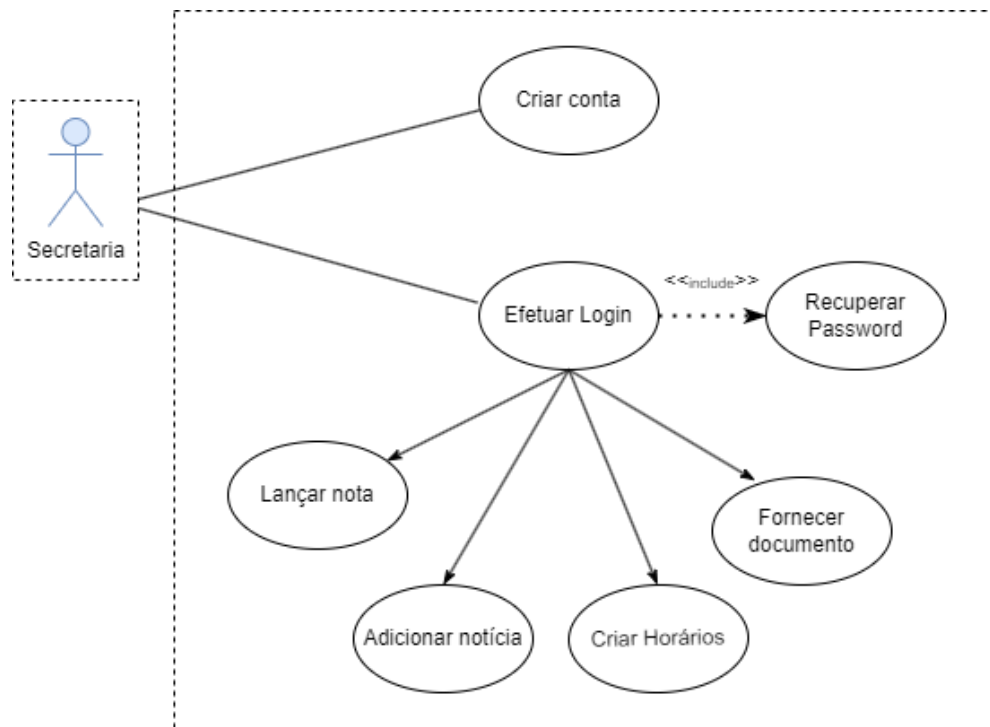 Criar conta
Secretaria
Efetuar Login
<<include>>
Recuperar
Password
Lançar nota
Fornecer
documento
Adicionar notícia
Criar Horários